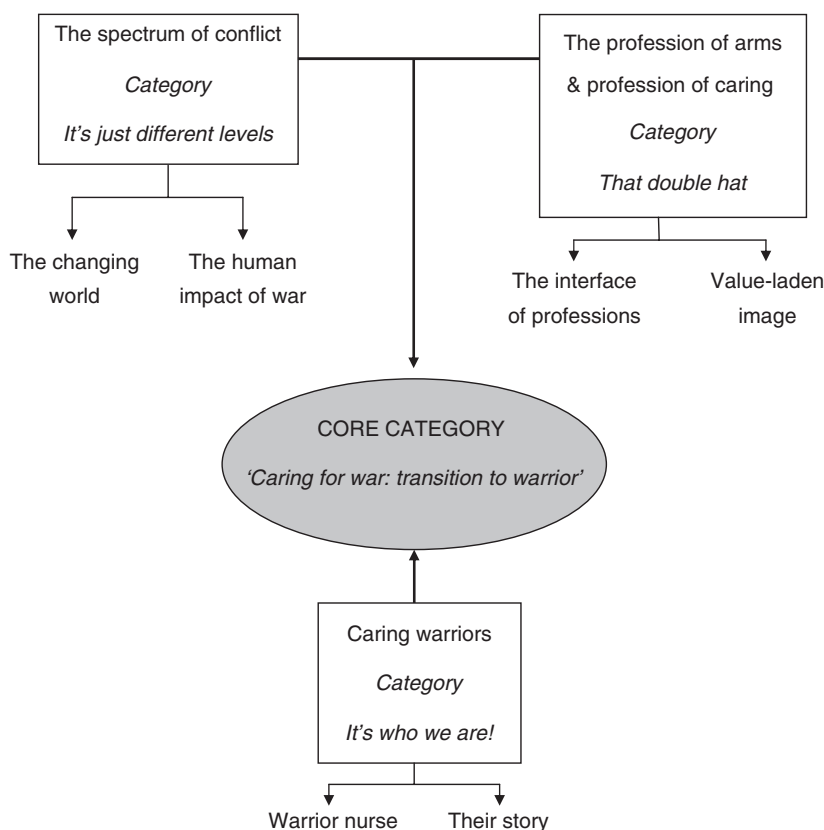 The spectrum of conflict
Category
It's just different levels
The changing
world
The human
impact of war
The profession of arms
& profession of caring
Category
That double hat
The interface
of professions
Value-laden
image
CORE CATEGORY
‘Caring for war: transition to warrior’
Caring warriors
Category
It's who we are!
Warrior nurse
Their story